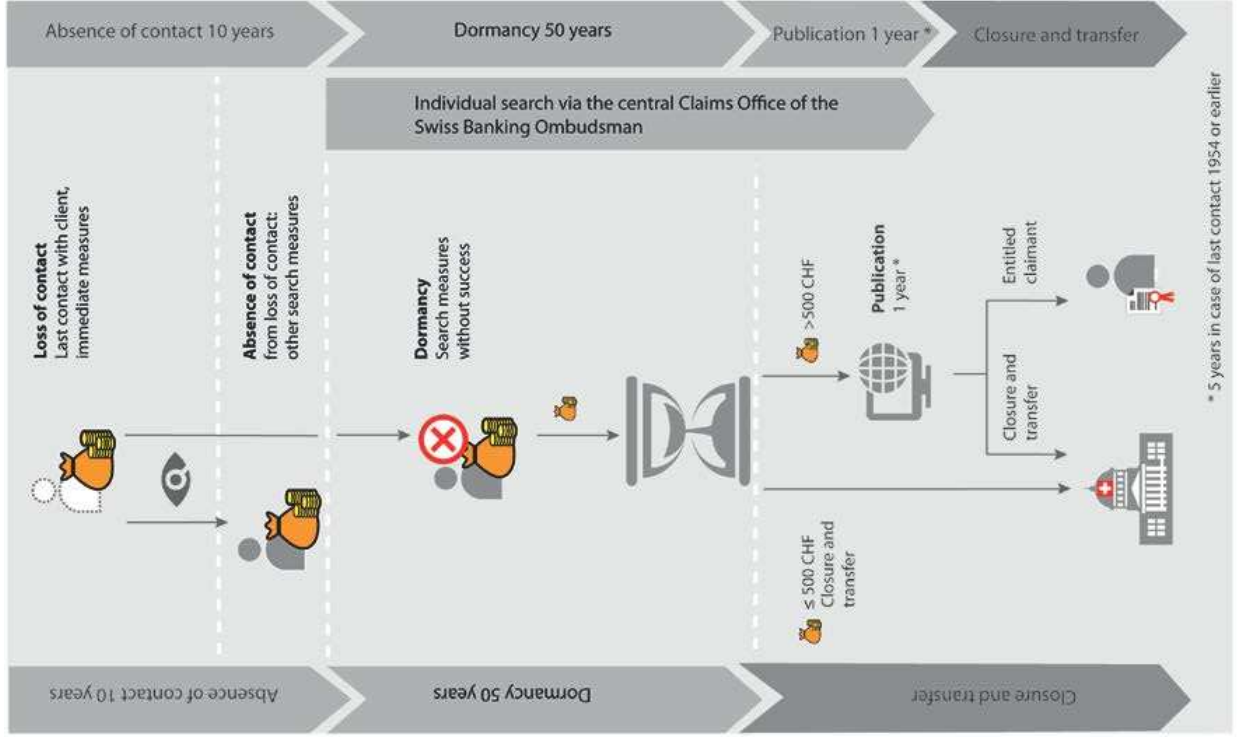 Absence of contact 10 years
Dormancy 50 years
Publication 1 year *
Closure and transfer
Individual search via the central Claims Office of the
Swiss Banking Ombudsman
Loss of contact
Last contact with client,
immediate measures
Absence of contact
from loss of contact:
other search measures
Dormancy
Search measures
without success
>500 CHF
Publication
1 year *
≤ 500 CHF
Closure and
transfer
Closure and
transfer
Entitled
claimant
Absence of contact 10 years
Dormancy 50 years
Closure and transfer
* 5 years in case of last contact 1954 or earlier